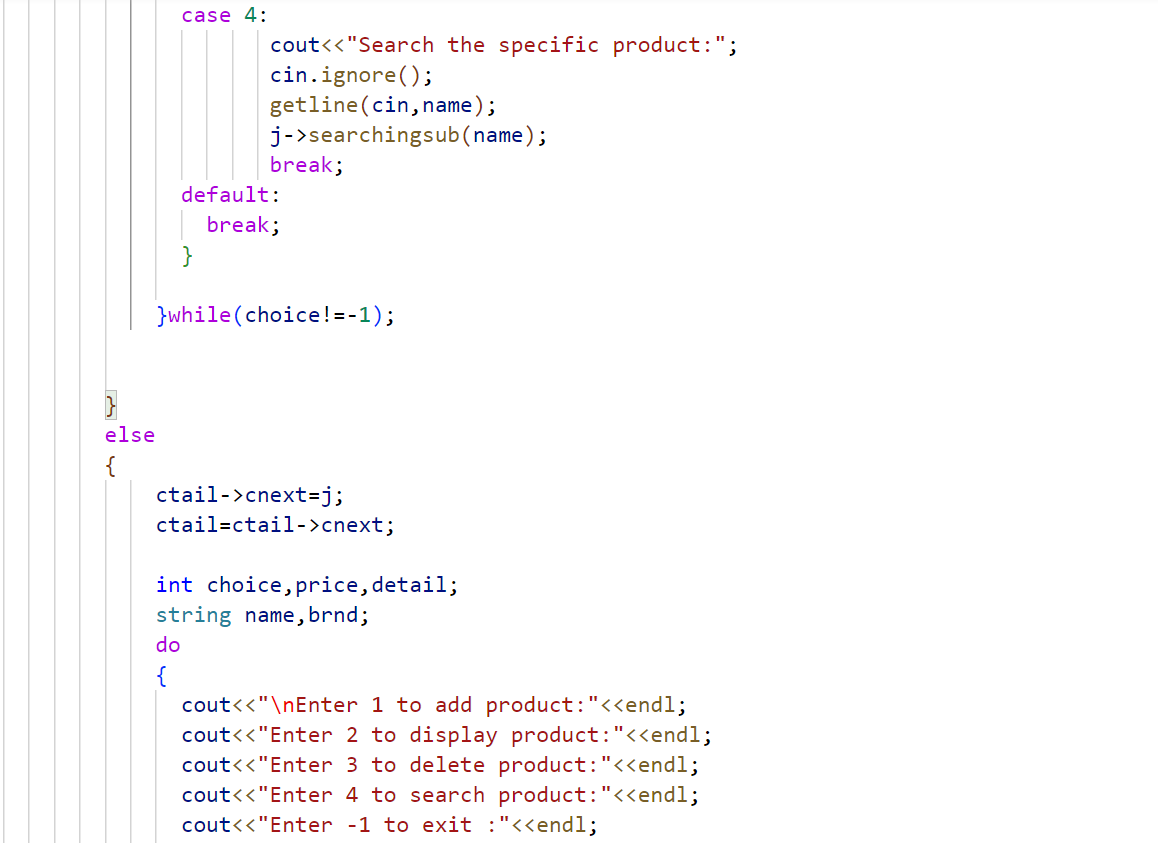 case 4:
cout<<"Search the specific product:";
cin.ignore();
getline(cin,name);
j->searchingsub(name);
break;
default:
break;
}
}while(choice!=-1);
}
else
{
ctail->cnext=j;
ctail=ctail->cnext;
int choice,price,detail;
string name,brnd;
do
{
cout<<"\nEnter 1 to add product:"<<endl;
cout<<"Enter 2 to display product:"<<endl;
cout<<"Enter 3 to delete product:"<<endl;
cout<<"Enter 4 to search product:"<<endl;
cout<<"Enter -1 to exit :"<<endl;